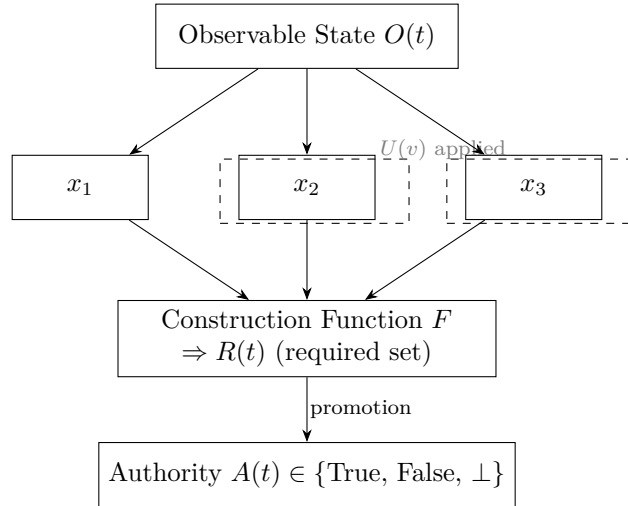 Observable State O(t)
U(v) applied
x₁
x₂
x₃
Construction Function F
⇒ R(t) (required set)
promotion
Authority A(t) ∈ {True, False, ⊥}